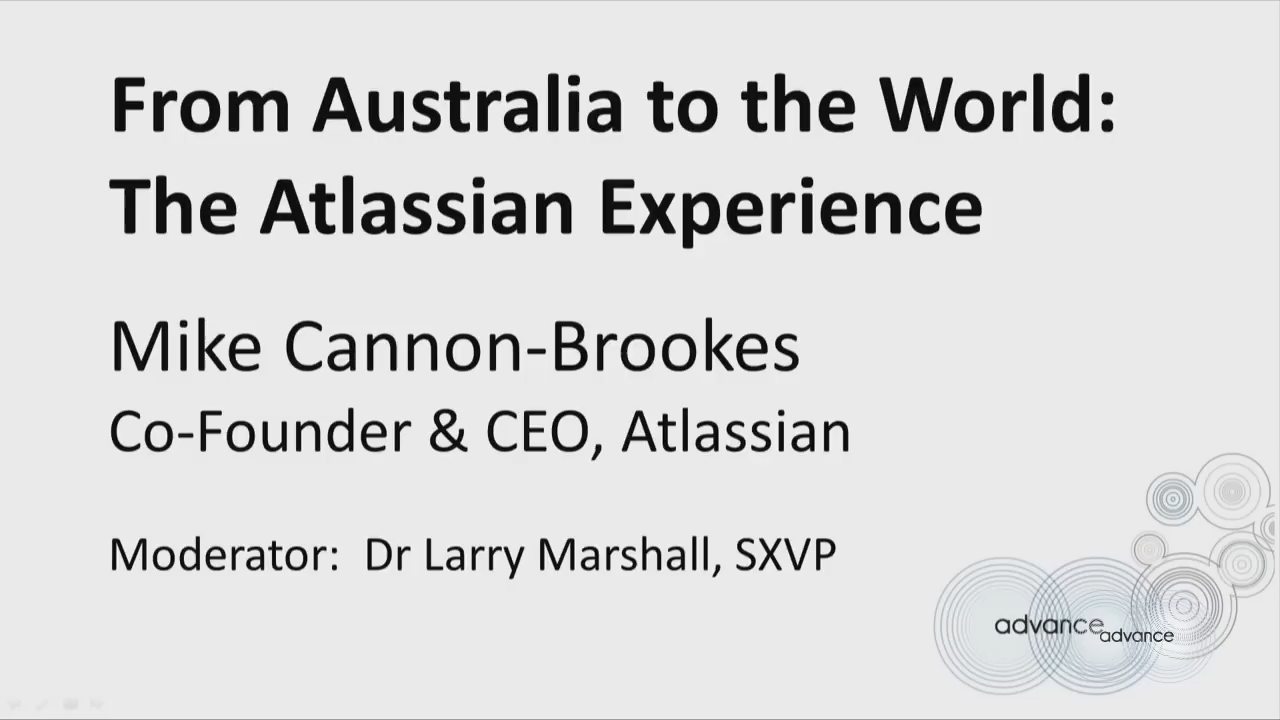 From Australia to the World:
The Atlassian Experience
Mike Cannon-Brookes
Co-Founder & CEO, Atlassian
Moderator: Dr Larry Marshall, SXVP
advance
advance